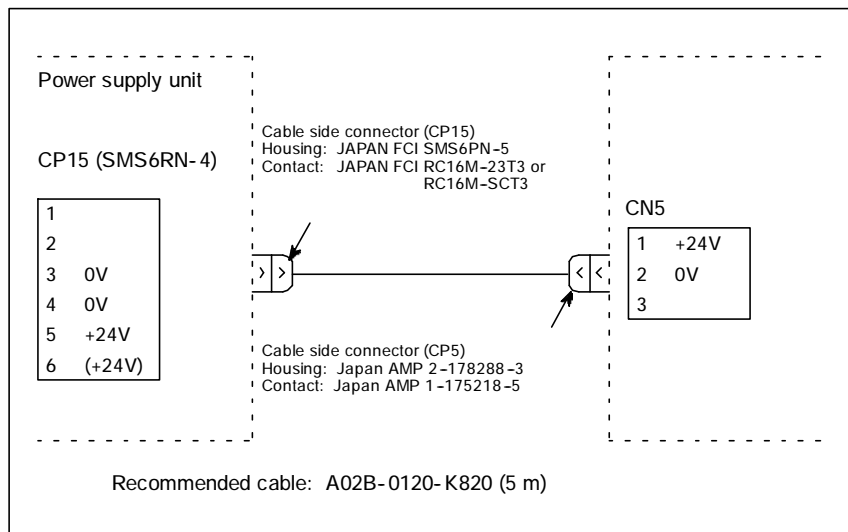 Power supply unit
CP15 (SMS6RN-4)
1
2
3 0V
4 0V
5 +24V
6 (+24V)
Cable side connector (CP15)
Housing: JAPAN FCI SMS6PN-5
Contact: JAPAN FCI RC16M-23T3 or
RC16M-SCT3
CN5
1 +24V
2 0V
3
Cable side connector (CP5)
Housing: Japan AMP 2-178288-3
Contact: Japan AMP 1-175218-5
Recommended cable: A02B-0120-K820 (5 m)